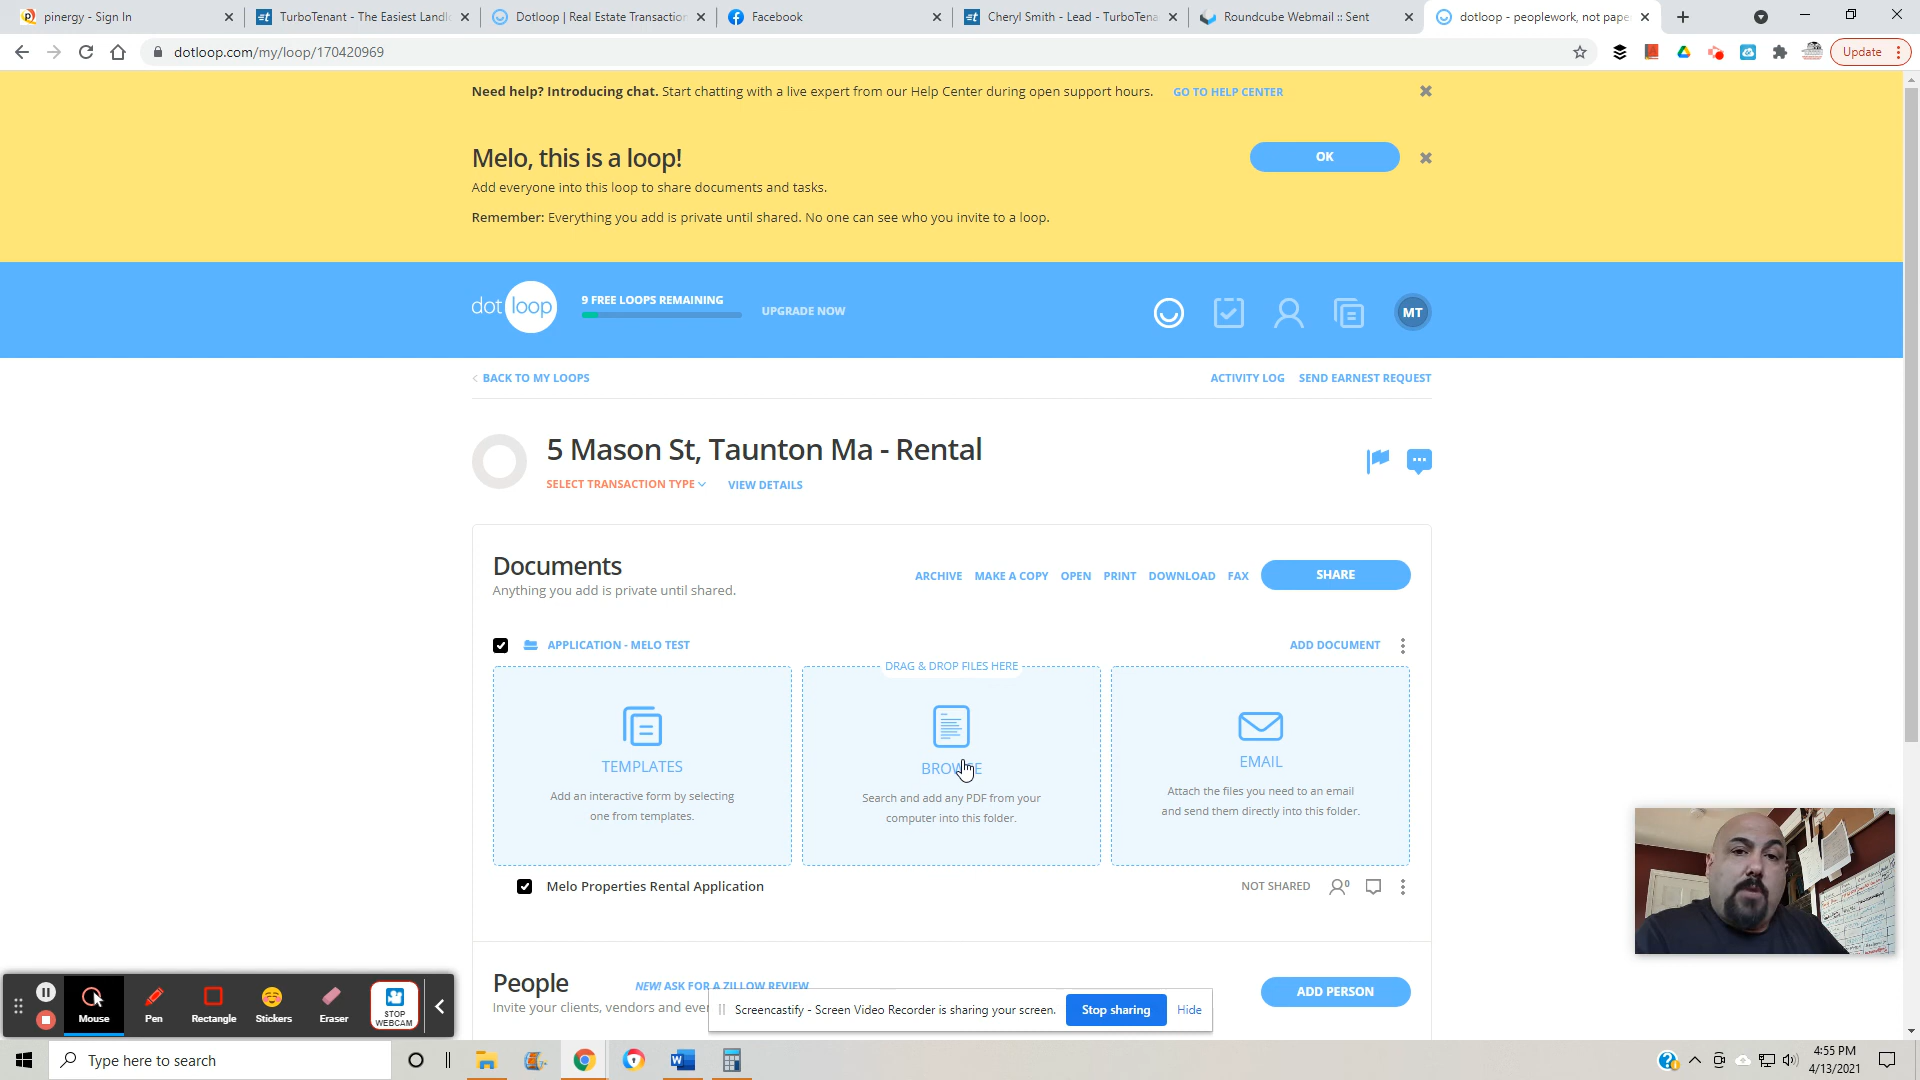 pinergy - Sign In
TurboTenant - The Easiest Landlo
Dotloop | Real Estate Transaction
Facebook
Cheryl Smith - Lead - TurboTena
Roundcube Webmail :: Sent
dotloop - peoplework, not pape
dotloop.com/my/loop/170420969
Update
Need help? Introducing chat. Start chatting with a live expert from our Help Center during open support hours. GO TO HELP CENTER
Melo, this is a loop!
OK
Add everyone into this loop to share documents and tasks.
Remember: Everything you add is private until shared. No one can see who you invite to a loop.
dot loop
9 FREE LOOPS REMAINING
UPGRADE NOW
MT
< BACK TO MY LOOPS
ACTIVITY LOG SEND EARNEST REQUEST
5 Mason St, Taunton Ma - Rental
SELECT TRANSACTION TYPE
VIEW DETAILS
Documents
Anything you add is private until shared.
ARCHIVE MAKE A COPY OPEN PRINT DOWNLOAD FAX SHARE
APPLICATION - MELO TEST
ADD DOCUMENT
DRAG & DROP FILES HERE
TEMPLATES
Add an interactive form by selecting
one from templates.
BROWSE
Search and add any PDF from your
computer into this folder.
EMAIL
Attach the files you need to an email
and send them directly into this folder.
Melo Properties Rental Application
NOT SHARED
0
People
NEW! ASK FOR A ZILLOW REVIEW
ADD PERSON
Invite your clients, vendors and ever
Screencastify - Screen Video Recorder is sharing your screen.
Stop sharing
Hide
Mouse
Pen
Rectangle
Stickers
Eraser
STOP
WEBCAM
Type here to search
4:55 PM
4/13/2021